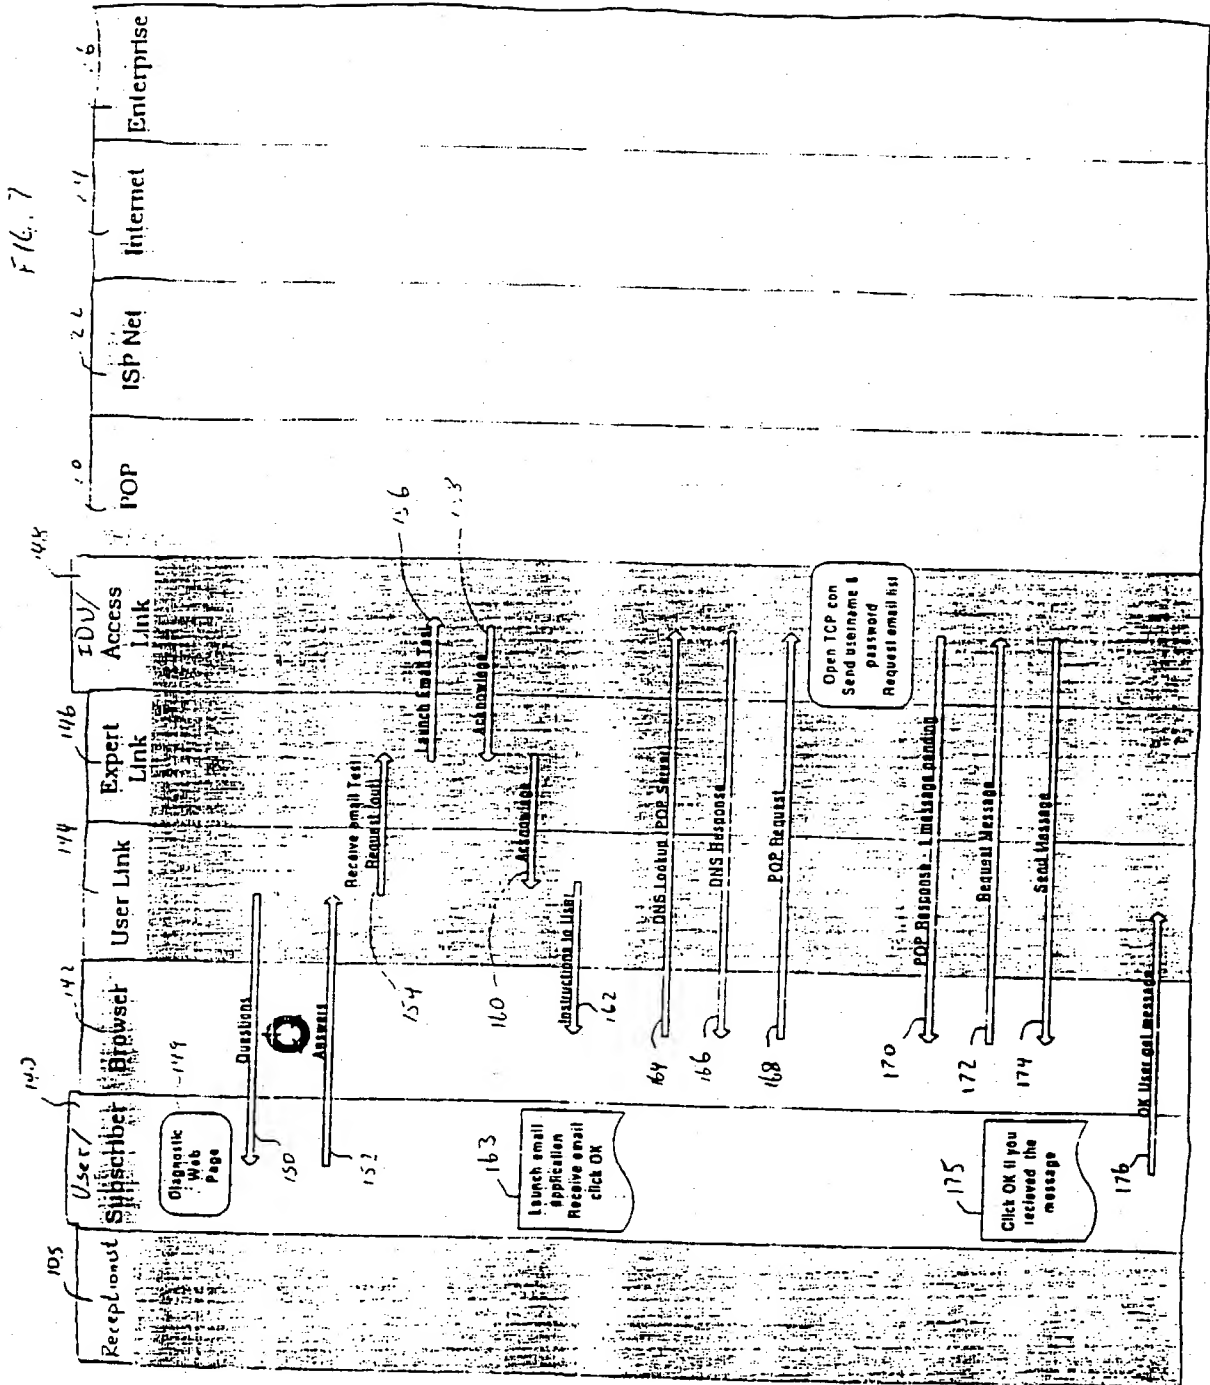 FIG. 7
105
Receptionist
140
User/
Subscriber
142
Browser
144
User Link
146
Expert
Link
148
IDU/
Access
Link
10
POP
22
ISP Net
14
Internet
Enterprise
Diagnostic
Web
Page
149
Questions
150
Answers
152
Receive email Test
Request (out)
154
Launch Email Test
156
Acknowledge
158
Acknowledge
160
Instructions to User
162
163
Launch email
application
Receive email
click OK
DNS Lookup (POP Server)
164
DNS Response
166
POP Request
168
Open TCP con
Send username &
password
Request email list
POP Response - 1 message pending
170
Request Message
172
Send Message
174
175
Click OK if you
recieved the
message
OK User got message
176